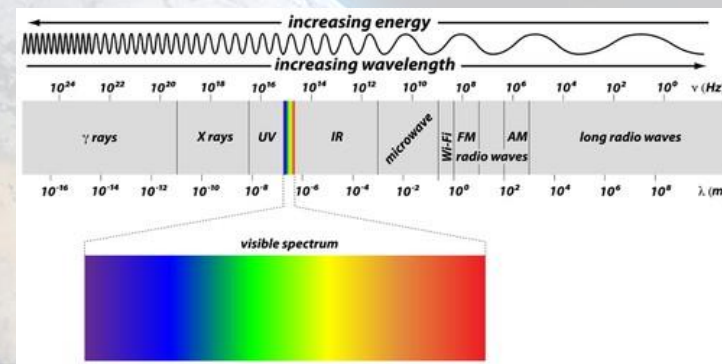 increasing energy
increasing wavelength
10²⁴ 10²² 10²⁰ 10¹⁸ 10¹⁶ 10¹⁴ 10¹² 10¹⁰ 10⁸ 10⁶ 10⁴ 10² 10⁰ ν (Hz
γ rays X rays UV IR microwave Wi-Fi FM AM long radio waves
radio waves
10⁻¹⁶ 10⁻¹⁴ 10⁻¹² 10⁻¹⁰ 10⁻⁸ 10⁻⁶ 10⁻⁴ 10⁻² 10⁰ 10² 10⁴ 10⁶ 10⁸ λ (m
visible spectrum